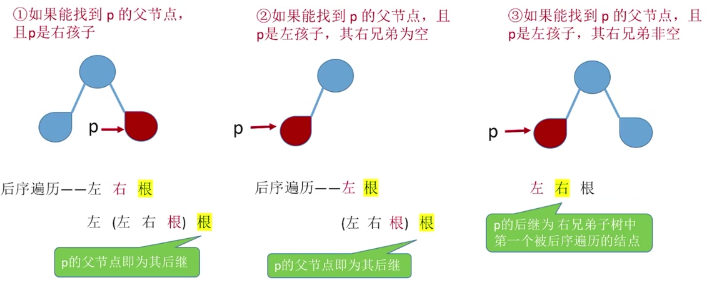 ①如果能找到 p 的父节点，
且p是右孩子
p
后序遍历——左 右 根
左 (左 右 根) 根
p的父节点即为其后继
②如果能找到 p 的父节点，且
p是左孩子，其右兄弟为空
p
后序遍历——左 根
(左 右 根) 根
p的父节点即为其后继
③如果能找到 p 的父节点，且
p是左孩子，其右兄弟非空
p
左 右 根
p的后继为 右兄弟子树中
第一个被后序遍历的结点